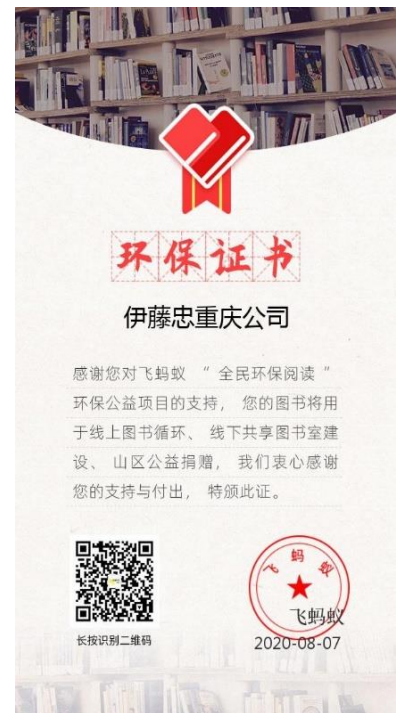 环保证书
伊藤忠重庆公司
感谢您对飞蚂蚁 “ 全民环保阅读 “
环保公益项目的支持， 您的图书将用
于线上图书循环、 线下共享图书室建
设、 山区公益捐赠， 我们衷心感谢
您的支持与付出， 特颁此证。
飞蚂蚁
飞蚂蚁
长按识别二维码
2020-08-07